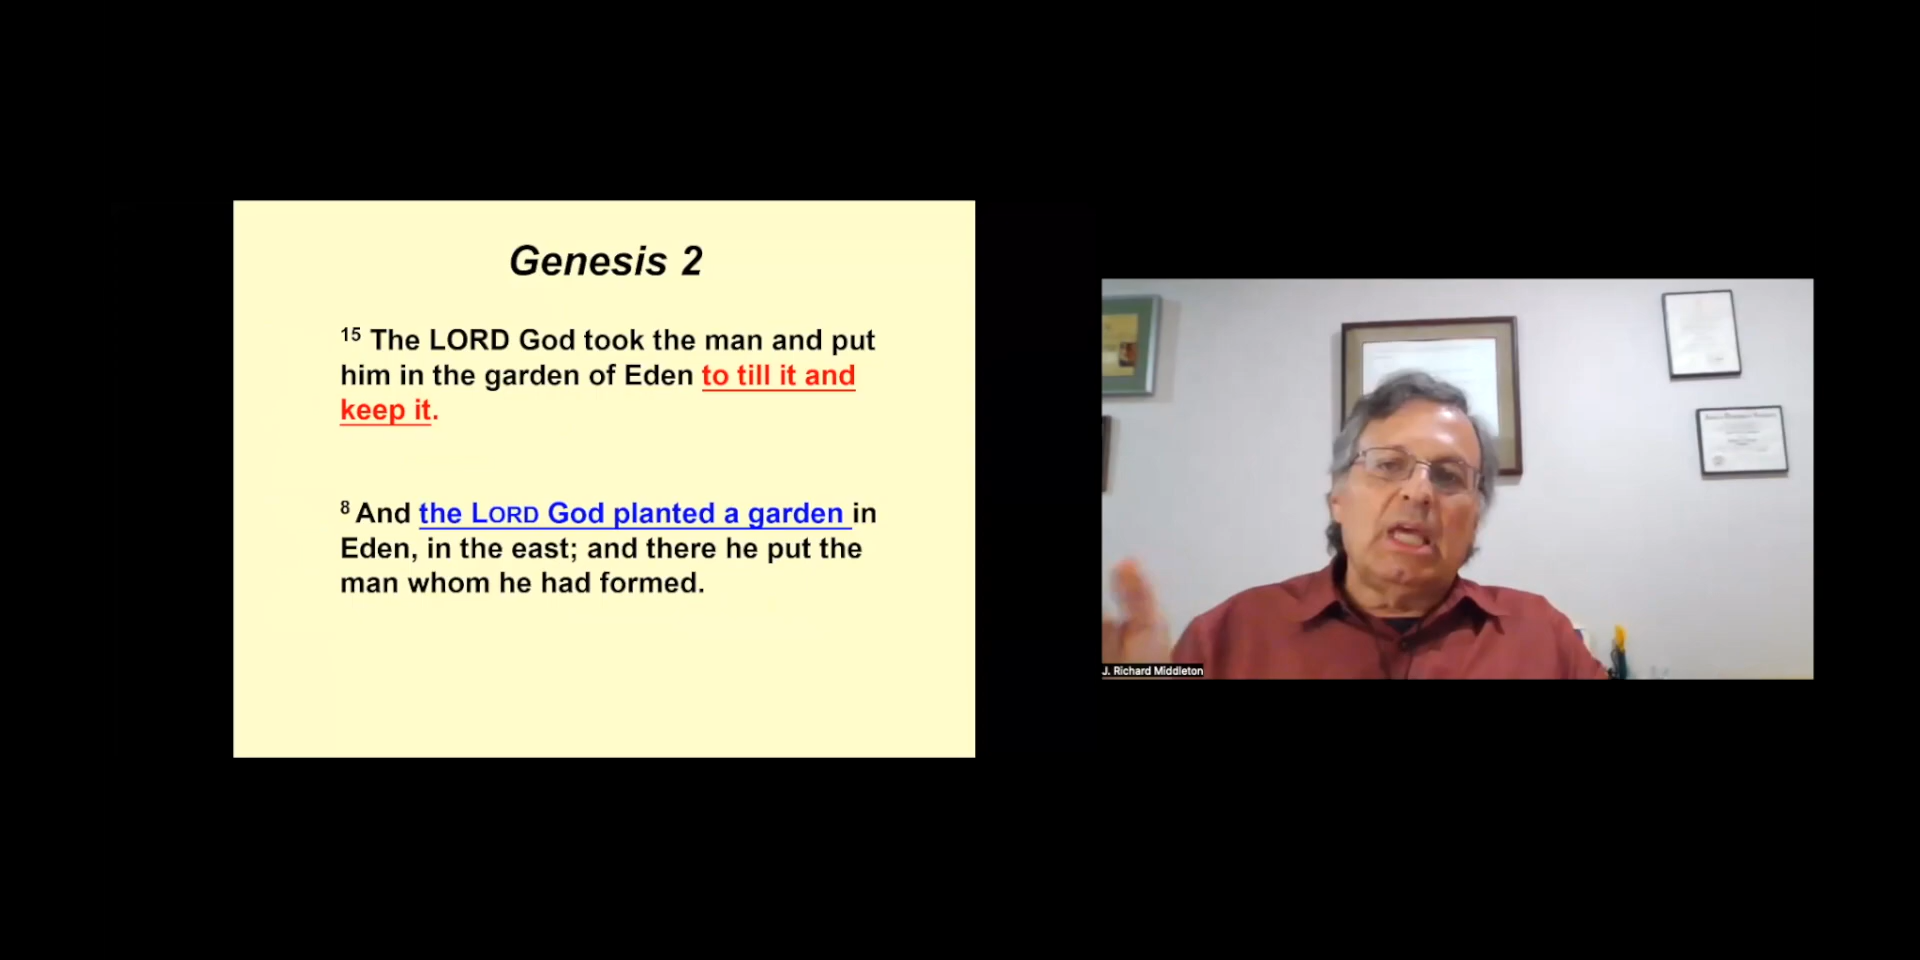 Genesis 2
15 The LORD God took the man and put
him in the garden of Eden to till it and
keep it.
8 And the LORD God planted a garden in
Eden, in the east; and there he put the
man whom he had formed.
J. Richard Middleton